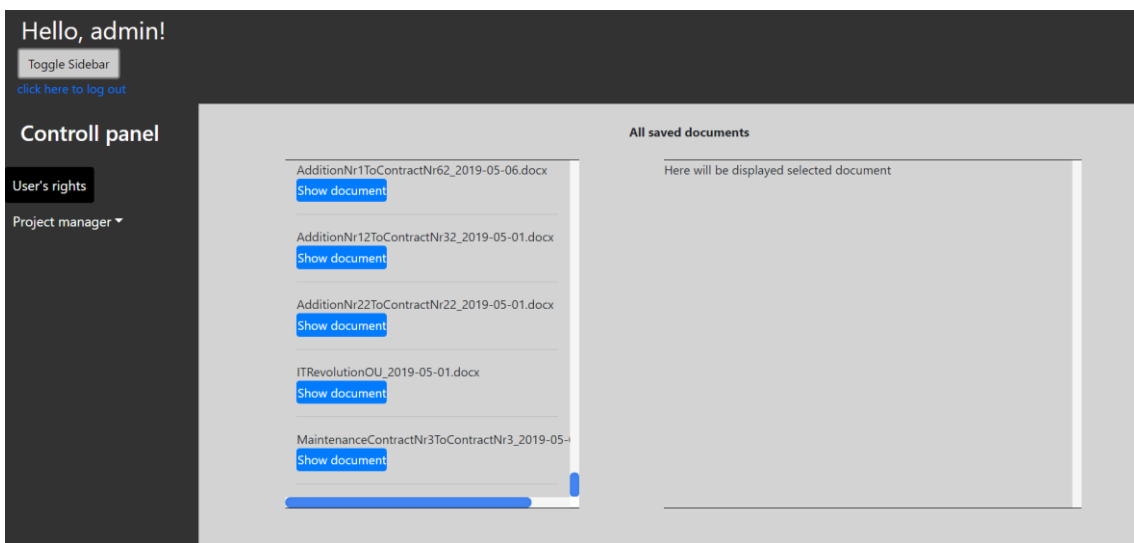 Hello, admin!
Toggle Sidebar
click here to log out
Controll panel
User's rights
Project manager
All saved documents
AdditionNr1ToContractNr62_2019-05-06.docx
Show document
AdditionNr12ToContractNr32_2019-05-01.docx
Show document
AdditionNr22ToContractNr22_2019-05-01.docx
Show document
ITRevolutionOU_2019-05-01.docx
Show document
MaintenanceContractNr3ToContractNr3_2019-05-
Show document
Here will be displayed selected document